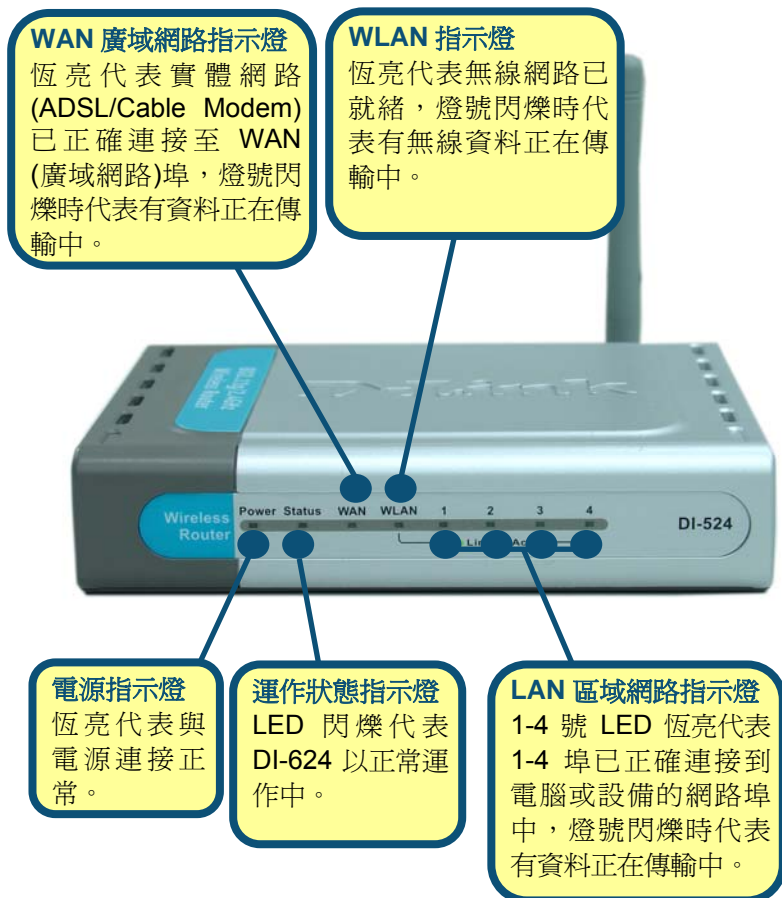 WAN 廣域網路指示燈
恆亮代表實體網路
(ADSL/Cable Modem)
已正確連接至 WAN
(廣域網路)埠，燈號閃
爍時代表有資料正在傳
輸中。
WLAN 指示燈
恆亮代表無線網路已
就緒，燈號閃爍時代
表有無線資料正在傳
輸中。
D-Link
802.11g/2.4GHz
Wireless Router
Wireless
Router
Power Status WAN WLAN 1 2 3 4
DI-524
電源指示燈
恆亮代表與
電源連接正
常。
運作狀態指示燈
LED 閃爍代表
DI-624 以正常運
作中。
LAN 區域網路指示燈
1-4 號 LED 恆亮代表
1-4 埠已正確連接到
電腦或設備的網路埠
中，燈號閃爍時代表
有資料正在傳輸中。